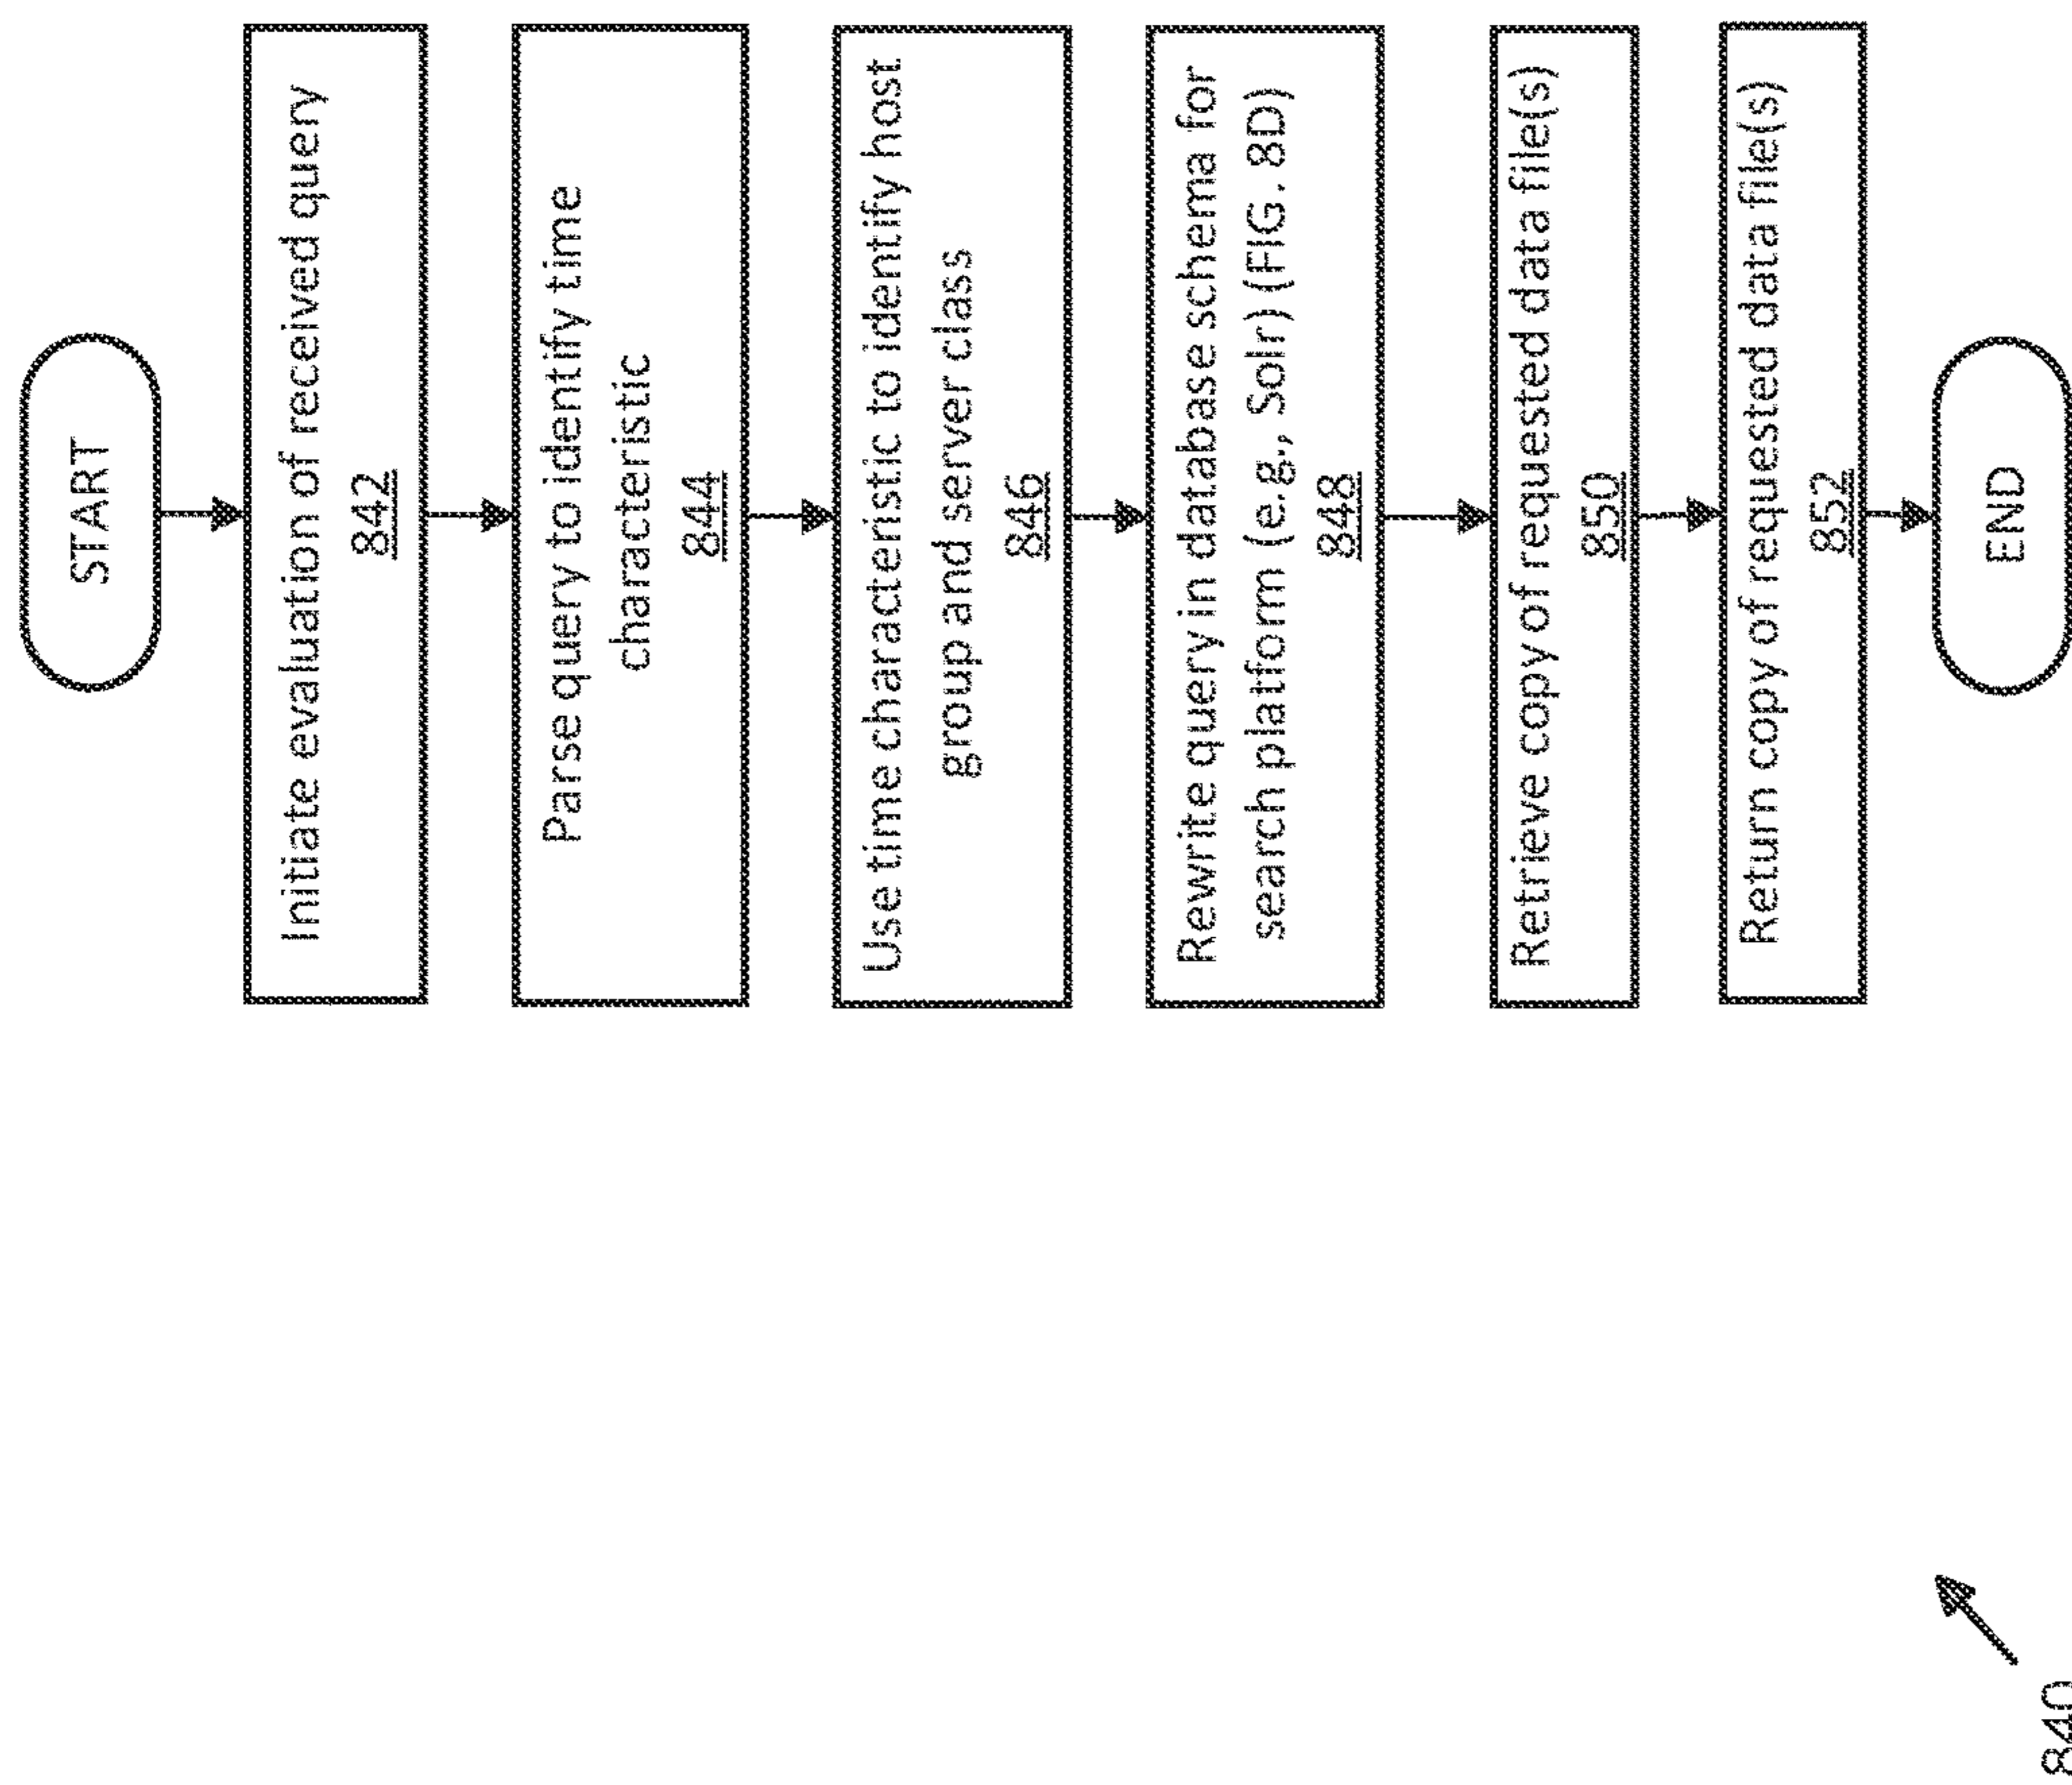 START
Initiate evaluation of received query
842
Parse query to identify time
characteristic
844
Use time characteristic to identify host
group and server class
846
Rewrite query in database schema for
search platform (e.g., Solr) (FIG. 8D)
848
Retrieve copy of requested data file(s)
850
Return copy of requested data file(s)
852
END
840